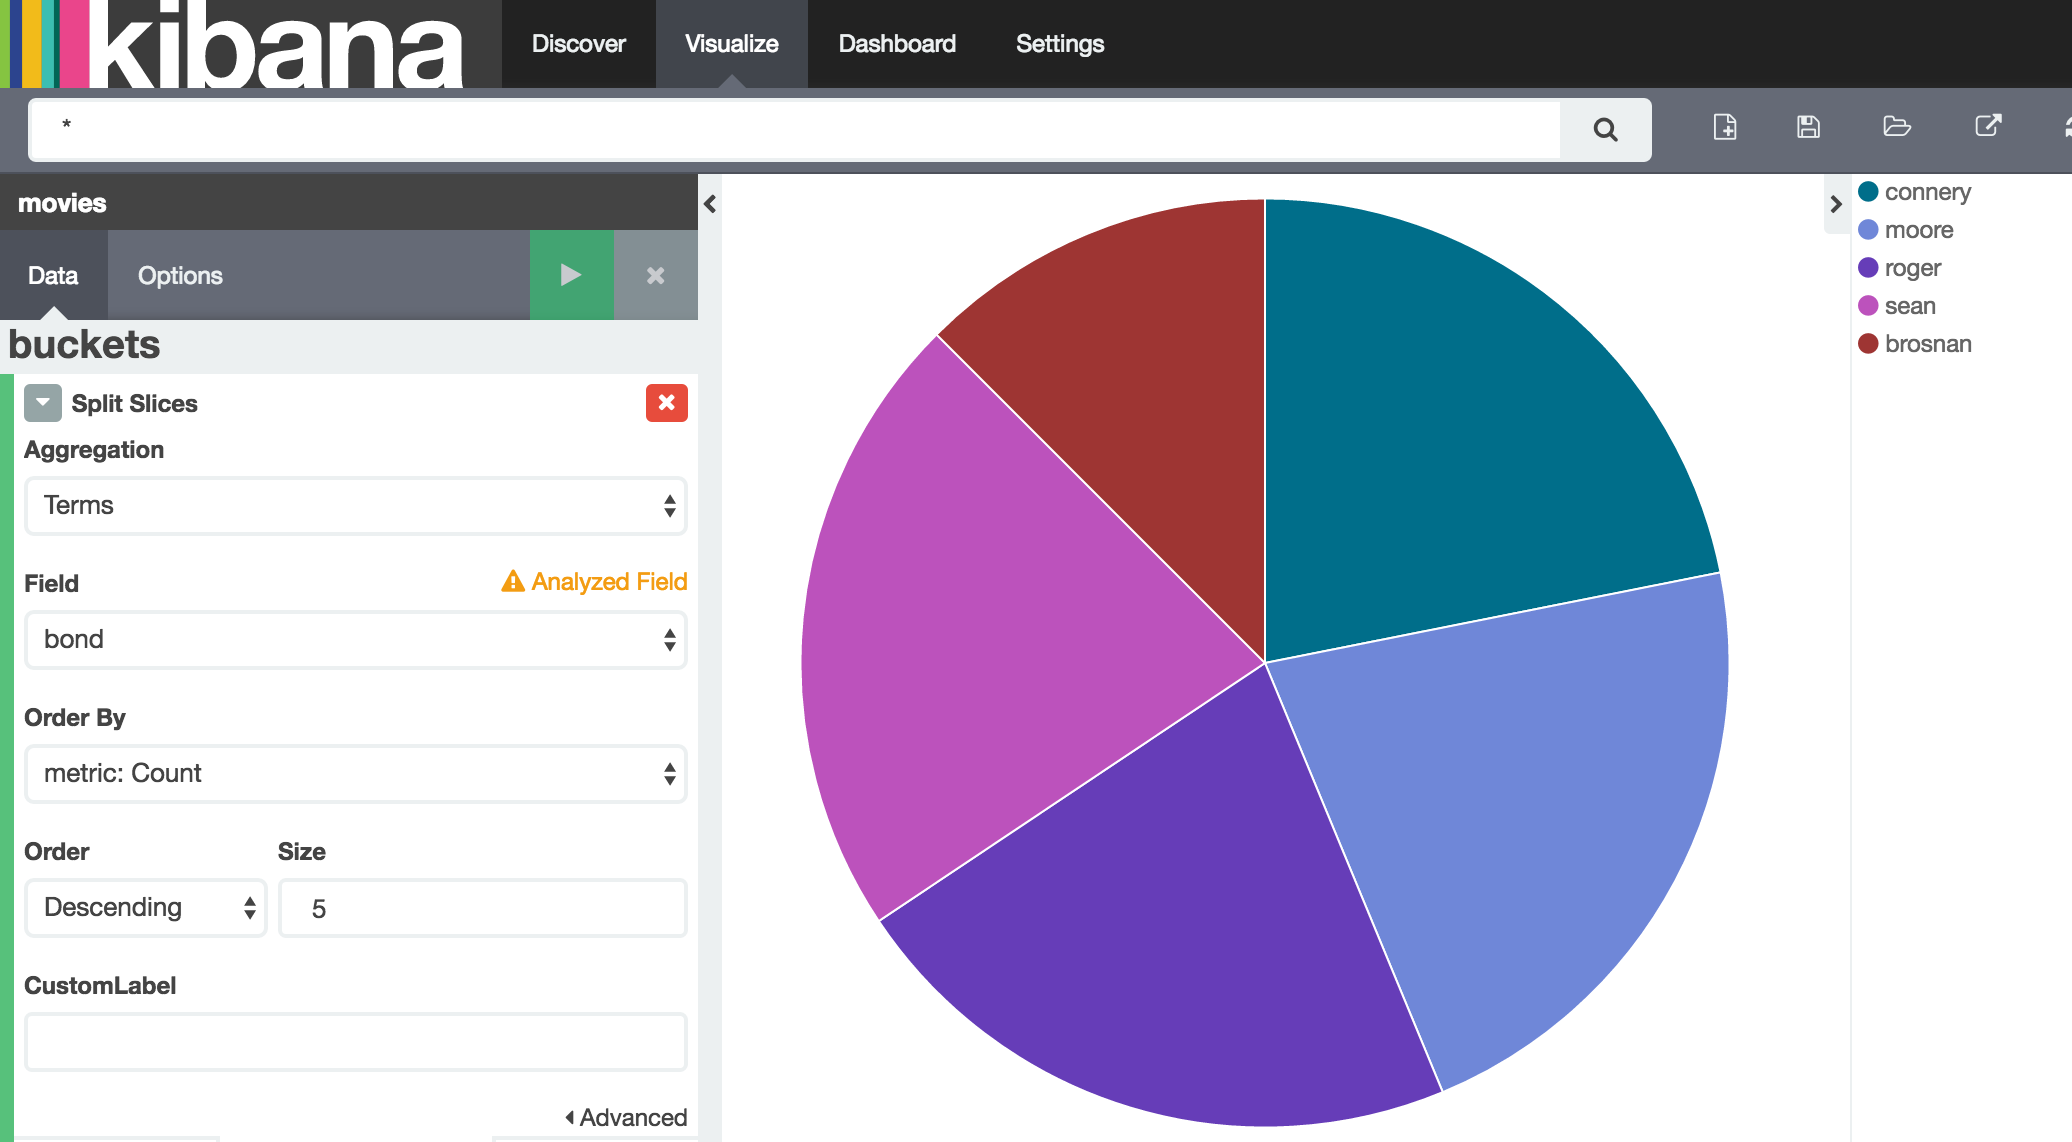 kibana
Discover
Visualize
Dashboard
Settings
*
movies
Data
Options
buckets
Split Slices
Aggregation
Terms
Field
Analyzed Field
bond
Order By
metric: Count
Order
Size
Descending
5
CustomLabel
Advanced
connery
moore
roger
sean
brosnan